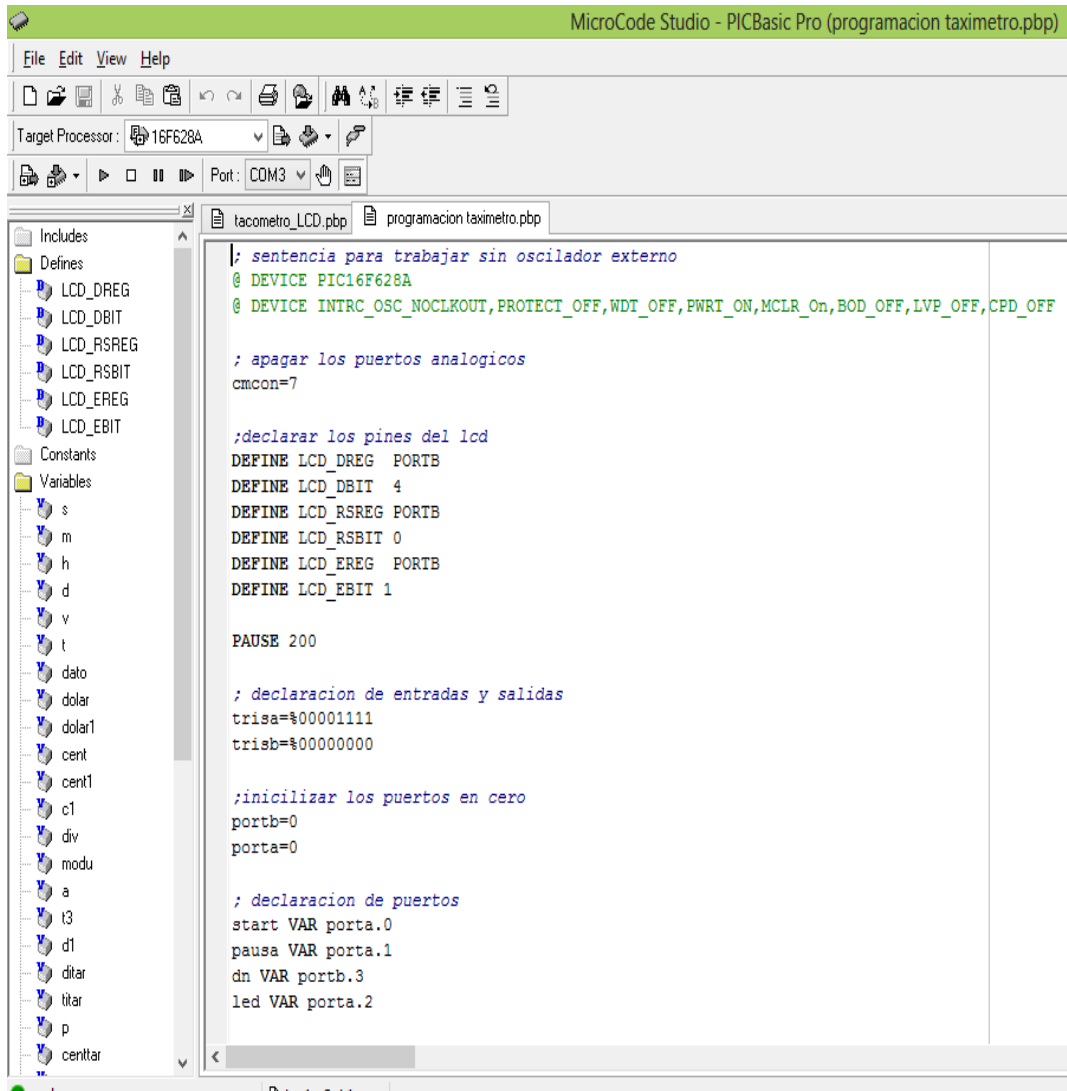 MicroCode Studio - PICBasic Pro (programacion taximetro.pbp)
File Edit View Help
Target Processor : 16F628A
Port : COM3
tacometro_LCD.pbp programacion taximetro.pbp
Includes
Defines
LCD_DREG
LCD_DBIT
LCD_RSREG
LCD_RSBIT
LCD_EREG
LCD_EBIT
Constants
Variables
s
m
h
d
v
t
dato
dolar
dolar1
cent
cent1
c1
div
modu
a
t3
d1
ditar
titar
p
centtar
; sentencia para trabajar sin oscilador externo
@ DEVICE PIC16F628A
@ DEVICE INTRC_OSC_NOCLKOUT,PROTECT_OFF,WDT_OFF,PWRT_ON,MCLR_On,BOD_OFF,LVP_OFF,CPD_OFF
; apagar los puertos analogicos
cmcon=7
;declarar los pines del lcd
DEFINE LCD_DREG PORTB
DEFINE LCD_DBIT 4
DEFINE LCD_RSREG PORTB
DEFINE LCD_RSBIT 0
DEFINE LCD_EREG PORTB
DEFINE LCD_EBIT 1
PAUSE 200
; declaracion de entradas y salidas
trisa=%00001111
trisb=%00000000
;inicilizar los puertos en cero
portb=0
porta=0
; declaracion de puertos
start VAR porta.0
pausa VAR porta.1
dn VAR portb.3
led VAR porta.2